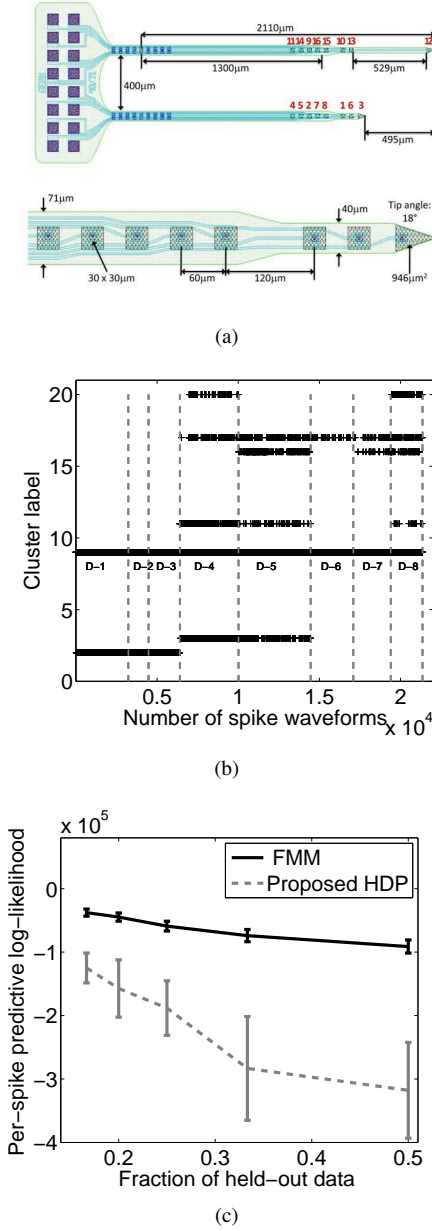 2110μm
11 14 9 16 15 10 13
12
1300μm
529μm
400μm
4 5 2 7 8 1 6 3
495μm
71μm
40μm
Tip angle:
18°
30 x 30μm
60μm
120μm
946μm²
(a)
20
15
10
5
0
Cluster label
D−1
D−2
D−3
D−4
D−5
D−6
D−7
D−8
0.5
1
1.5
2
Number of spike waveforms
x 10⁴
(b)
x 10⁵
FMM
Proposed HDP
0
−1
−2
−3
−4
Per−spike predictive log−likelihood
0.2
0.3
0.4
0.5
Fraction of held−out data
(c)